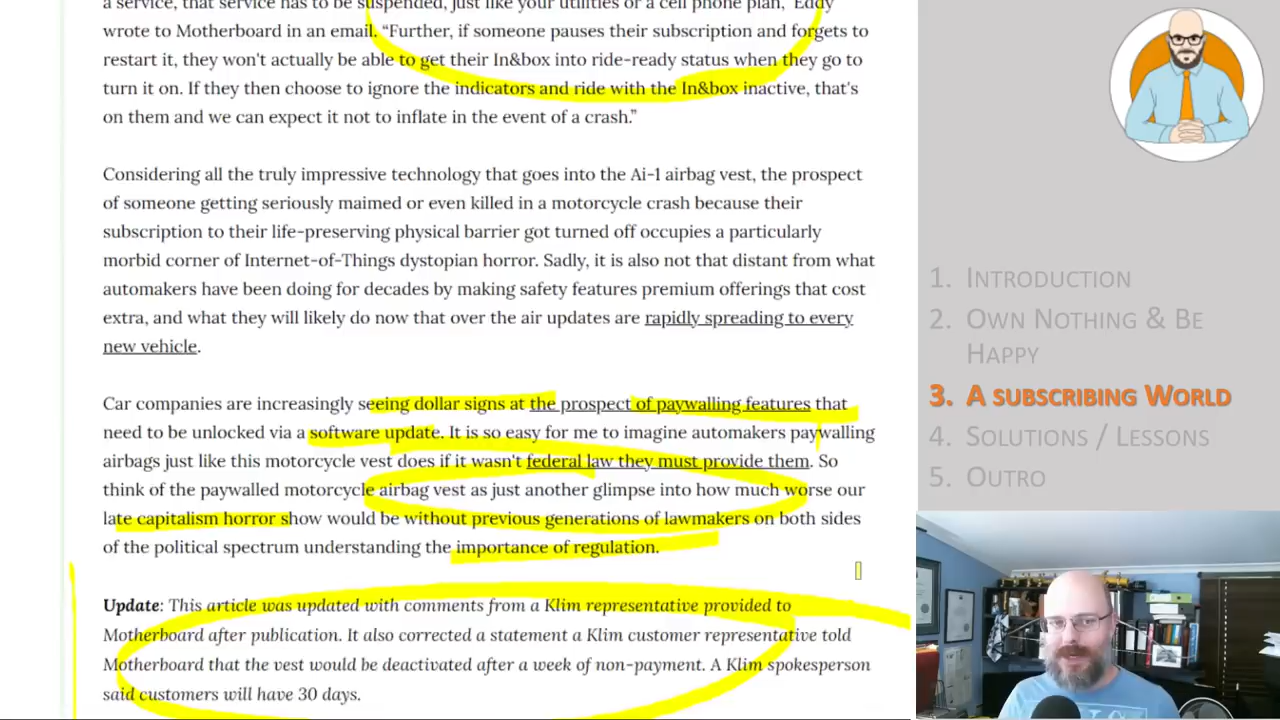 a service, that service has to be suspended, just like your utilities or a cell phone plan,” Eddy
wrote to Motherboard in an email. “Further, if someone pauses their subscription and forgets to
restart it, they won't actually be able to get their In&box into ride-ready status when they go to
turn it on. If they then choose to ignore the indicators and ride with the In&box inactive, that's
on them and we can expect it not to inflate in the event of a crash.”
Considering all the truly impressive technology that goes into the Ai-1 airbag vest, the prospect
of someone getting seriously maimed or even killed in a motorcycle crash because their
subscription to their life-preserving physical barrier got turned off occupies a particularly
morbid corner of Internet-of-Things dystopian horror. Sadly, it is also not that distant from what
automakers have been doing for decades by making safety features premium offerings that cost
extra, and what they will likely do now that over the air updates are rapidly spreading to every
new vehicle.
Car companies are increasingly seeing dollar signs at the prospect of paywalling features that
need to be unlocked via a software update. It is so easy for me to imagine automakers paywalling
airbags just like this motorcycle vest does if it wasn't federal law they must provide them. So
think of the paywalled motorcycle airbag vest as just another glimpse into how much worse our
late capitalism horror show would be without previous generations of lawmakers on both sides
of the political spectrum understanding the importance of regulation.
Update: This article was updated with comments from a Klim representative provided to
Motherboard after publication. It also corrected a statement a Klim customer representative told
Motherboard that the vest would be deactivated after a week of non-payment. A Klim spokesperson
said customers will have 30 days.
1. Introduction
2. Own Nothing & Be
Happy
3. A subscribing World
4. Solutions / Lessons
5. Outro